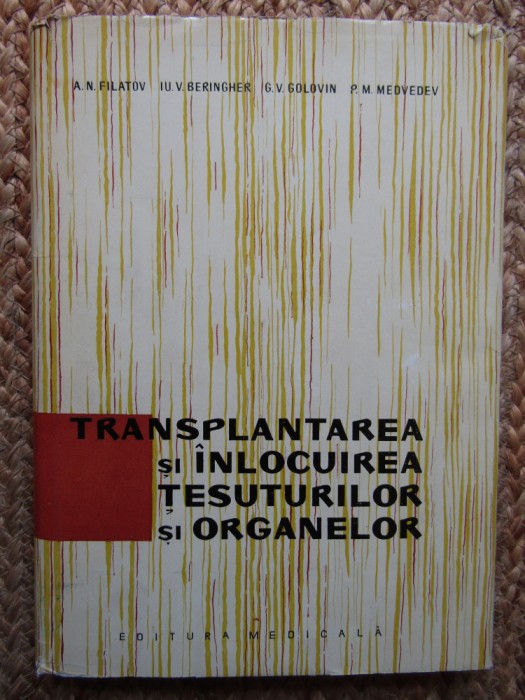 A.N. FILATOV IU.V. BERINGHER G.V. GOLOVIN P.M. MEDVEDEV
TRANSPLANTAREA
ȘI ÎNLOCUIREA
ȚESUTURILOR
ȘI ORGANELOR
EDITURA MEDICALĂ